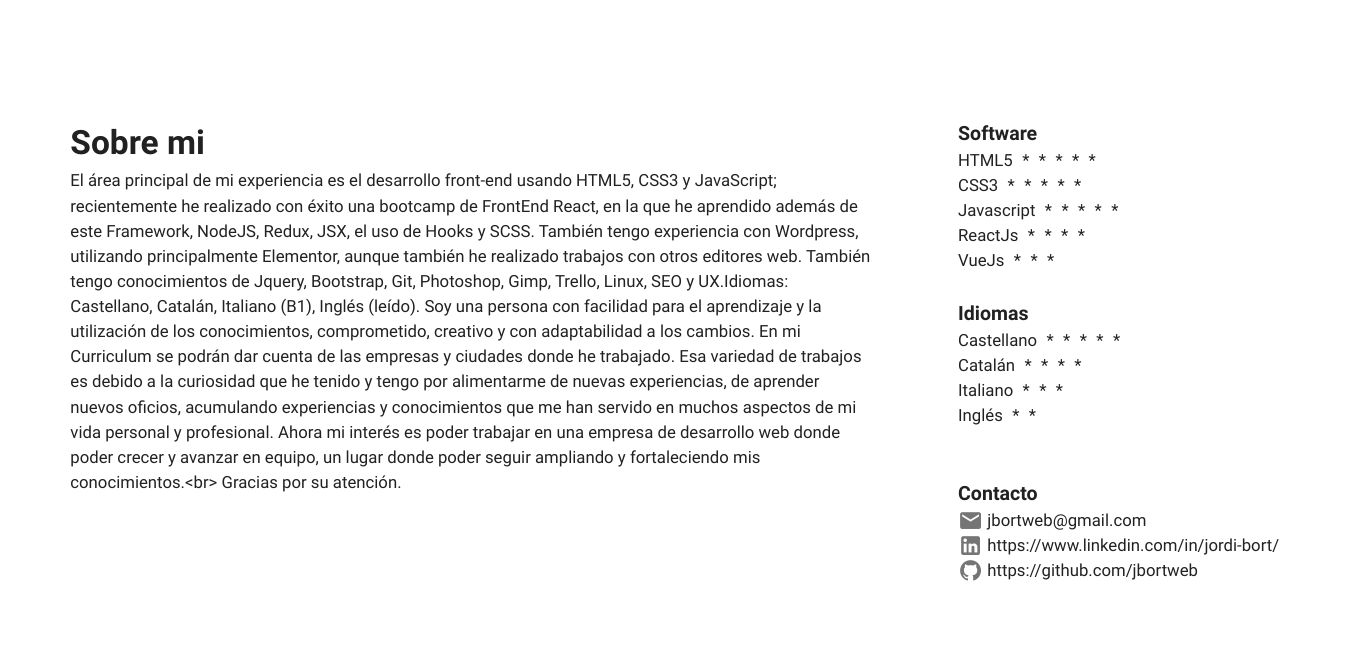 Sobre mi
El área principal de mi experiencia es el desarrollo front-end usando HTML5, CSS3 y JavaScript;
recientemente he realizado con éxito una bootcamp de FrontEnd React, en la que he aprendido además de
este Framework, NodeJS, Redux, JSX, el uso de Hooks y SCSS. También tengo experiencia con Wordpress,
utilizando principalmente Elementor, aunque también he realizado trabajos con otros editores web. También
tengo conocimientos de Jquery, Bootstrap, Git, Photoshop, Gimp, Trello, Linux, SEO y UX.Idiomas:
Castellano, Catalán, Italiano (B1), Inglés (leído). Soy una persona con facilidad para el aprendizaje y la
utilización de los conocimientos, comprometido, creativo y con adaptabilidad a los cambios. En mi
Curriculum se podrán dar cuenta de las empresas y ciudades donde he trabajado. Esa variedad de trabajos
es debido a la curiosidad que he tenido y tengo por alimentarme de nuevas experiencias, de aprender
nuevos oficios, acumulando experiencias y conocimientos que me han servido en muchos aspectos de mi
vida personal y profesional. Ahora mi interés es poder trabajar en una empresa de desarrollo web donde
poder crecer y avanzar en equipo, un lugar donde poder seguir ampliando y fortaleciendo mis
conocimientos.<br> Gracias por su atención.
Software
HTML5 * * * * *
CSS3 * * * * *
Javascript * * * * *
ReactJs * * * *
VueJs * * *
Idiomas
Castellano * * * * *
Catalán * * * *
Italiano * * *
Inglés * *
Contacto
jbortweb@gmail.com
https://www.linkedin.com/in/jordi-bort/
https://github.com/jbortweb